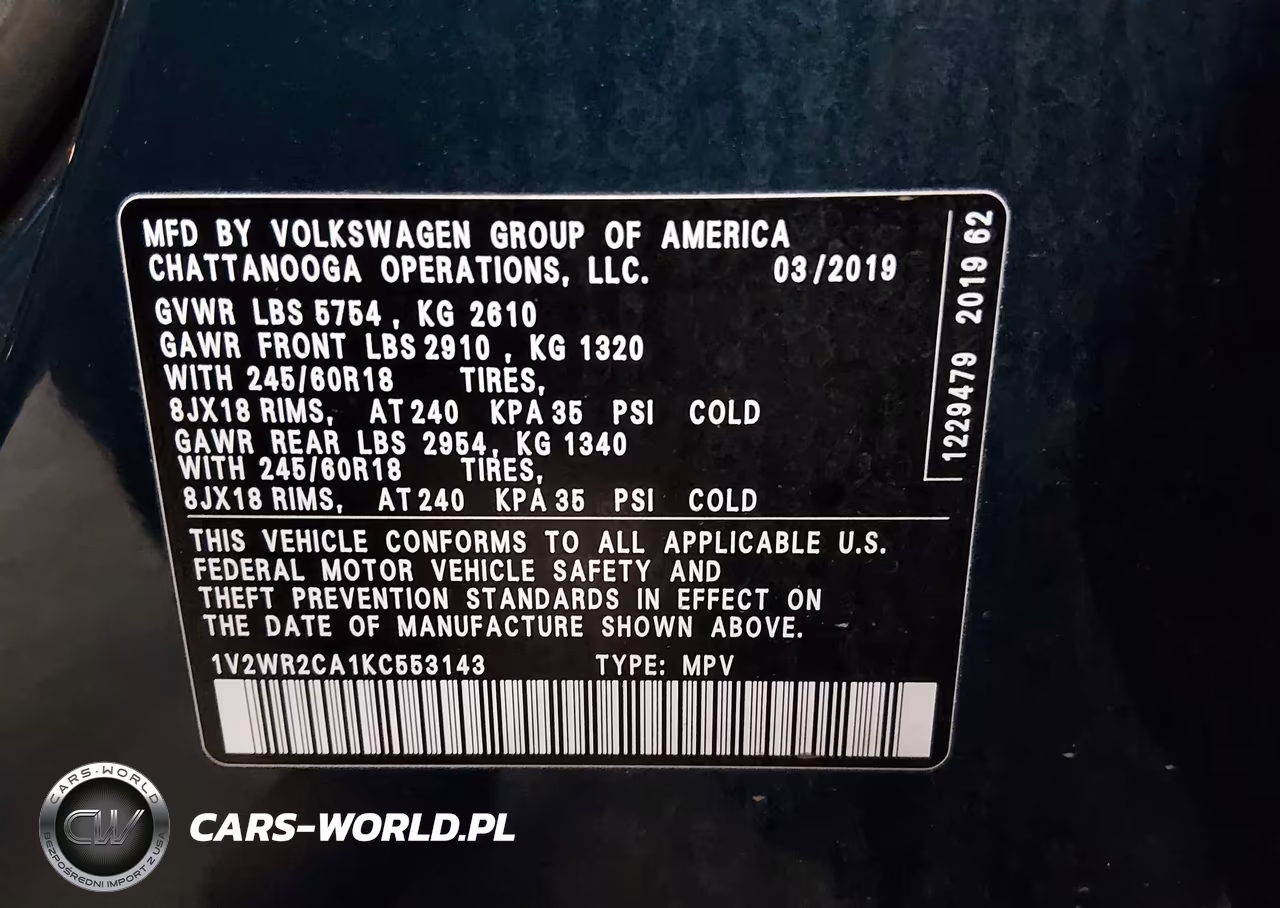 MFD BY VOLKSWAGEN GROUP OF AMERICA
CHATTANOOGA OPERATIONS, LLC. 03/2019
GVWR LBS 5754, KG 2610
GAWR FRONT LBS 2910, KG 1320
WITH 245/60R18 TIRES,
8JX18 RIMS, AT 240 KPA 35 PSI COLD
GAWR REAR LBS 2954, KG 1340
WITH 245/60R18 TIRES,
8JX18 RIMS, AT 240 KPA 35 PSI COLD
THIS VEHICLE CONFORMS TO ALL APPLICABLE U.S.
FEDERAL MOTOR VEHICLE SAFETY AND
THEFT PREVENTION STANDARDS IN EFFECT ON
THE DATE OF MANUFACTURE SHOWN ABOVE.
1V2WR2CA1KC553143 TYPE: MPV
1229479 2019 62
CARS-WORLD
CW
BEZPOŚREDNI IMPORT Z USA
CARS-WORLD.PL